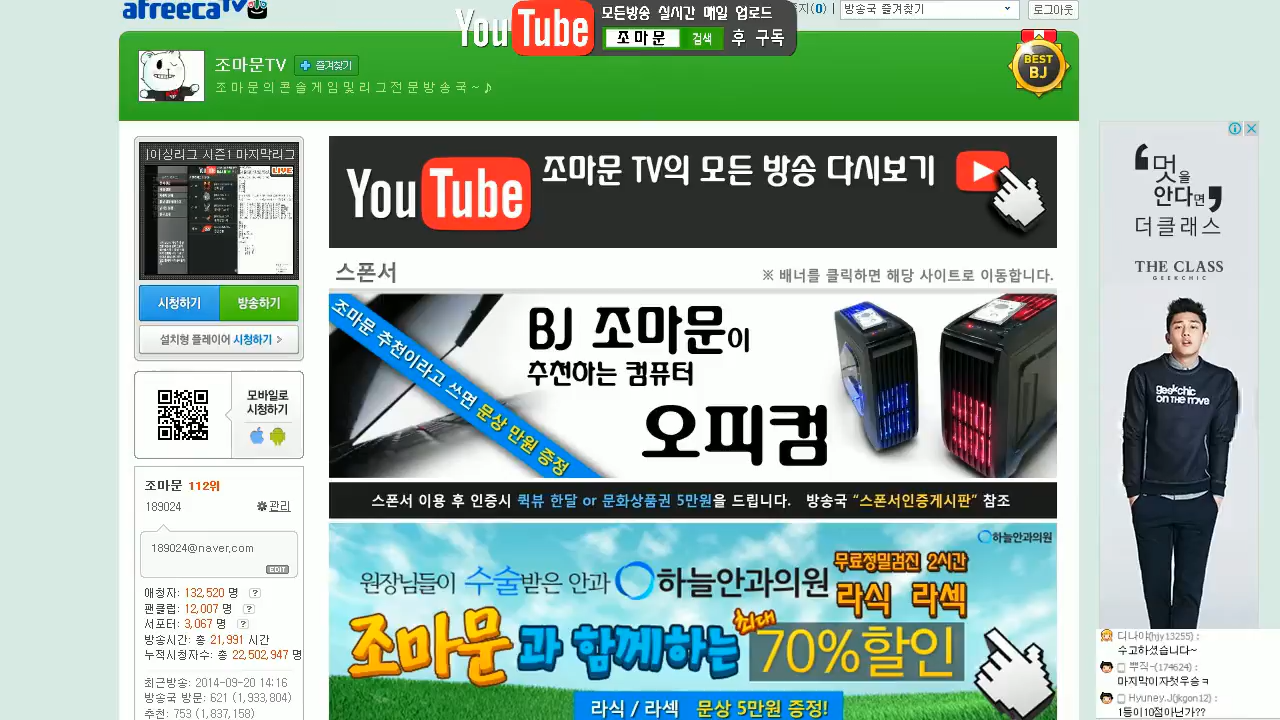 afreecaTV
YouTube
모든방송 실시간 매일 업로드
조마문 검색 후 구독
지(0) | 방송국 즐겨찾기
로그아웃
조마문TV
즐겨찾기
조마문의콘솔게임및리그전문방송국~♪
BEST
BJ
]이싱리그 시즌1 마지막리그
LIVE
시청하기
방송하기
설치형 플레이어 시청하기 >
모바일로
시청하기
조마문 112위
189024
관리
189024@naver,com
EDIT
애청자: 132,520 명 ?
팬클럽: 12,007 명 ?
서포터: 3,067 명 ?
방송시간: 총 21,991 시간
누적시청자수: 총 22,502,947 명
최근방송: 2014-09-20 14:16
방송국 방문: 621 (1,933,804)
추천: 753 (1,837,159)
YouTube
조마문 TV의 모든 방송 다시보기
스폰서
※ 배너를 클릭하면 해당 사이트로 이동합니다.
조마문 추천이라고 쓰면 문상 만원 증정
BJ 조마문이
추천하는 컴퓨터
오피컴
스폰서 이용 후 인증시 퀵뷰 한달 or 문화상품권 5만원을 드립니다. 방송국 “스폰서인증게시판” 참조
하늘안과의원
원장님들이 수술받은 안과 하늘안과의원
무료정밀검진 2시간
라식 라섹
조마문과 함께하는 최대 70%할인
라식 / 라섹 문상 5만원 증정!
‘멋을
안다면’
더클래스
THE CLASS
GEEKCHIC
geekchic
on the move
디나야(hjy13255) :
수고하셨습니다~
뿌직~(174624) :
마지막이자첫우승ㅋ
Hyuney.J(jkgon12) :
1등이10점아닌가??